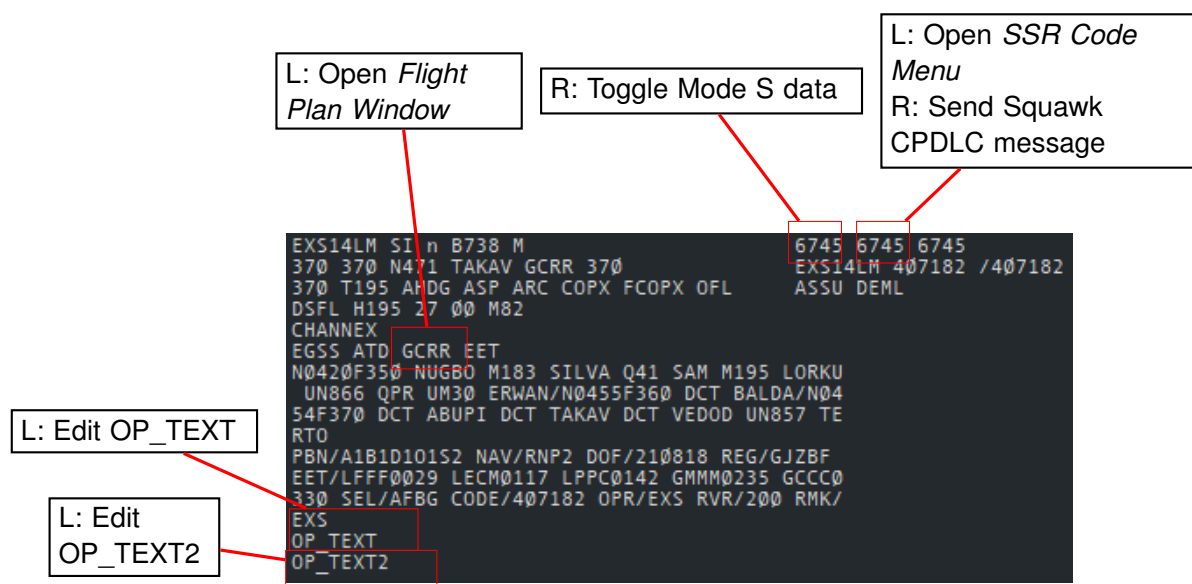 L: Open Flight
Plan Window
R: Toggle Mode S data
L: Open SSR Code
Menu
R: Send Squawk
CPDLC message
EXS14LM SI n B738 M 6745 6745 6745
370 370 N471 TAKAV GCRR 370 EXS14LM 407182 /407182
370 T195 AHDG ASP ARC COPX FCOPX OFL ASSU DEML
DSFL H195 27 00 M82
CHANNEX
EGSS ATD GCRR EET
N0420F350 NUGBO M183 SILVA Q41 SAM M195 LORKU
UN866 QPR UM30 ERWAN/N0455F360 DCT BALDA/N04
54F370 DCT ABUPI DCT TAKAV DCT VEDOD UN857 TE
RTO
PBN/A1B1D1O1S2 NAV/RNP2 DOF/210818 REG/GJZBF
EET/LFFF0029 LECM0117 LPPC0142 GMMM0235 GCCC0
330 SEL/AFBG CODE/407182 OPR/EXS RVR/200 RMK/
EXS
OP_TEXT
OP_TEXT2
L: Edit OP_TEXT
L: Edit
OP_TEXT2